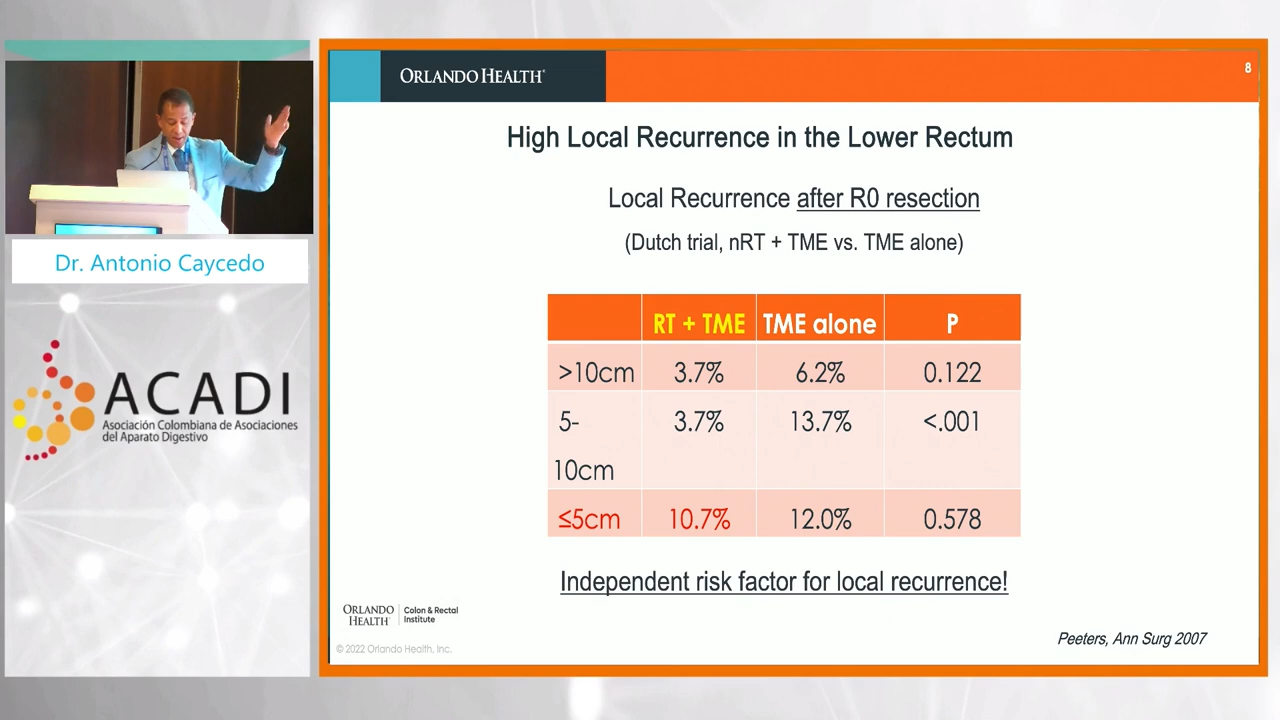 ORLANDO HEALTH®
8
High Local Recurrence in the Lower Rectum
Local Recurrence after R0 resection
(Dutch trial, nRT + TME vs. TME alone)
RT + TME TME alone P
>10cm 3.7% 6.2% 0.122
5- 3.7% 13.7% <.001
10cm
≤5cm 10.7% 12.0% 0.578
Independent risk factor for local recurrence!
ORLANDO HEALTH® Colon & Rectal Institute
© 2022 Orlando Health, Inc.
Peeters, Ann Surg 2007
Dr. Antonio Caycedo
ACADI
Asociación Colombiana de Asociaciones
del Aparato Digestivo